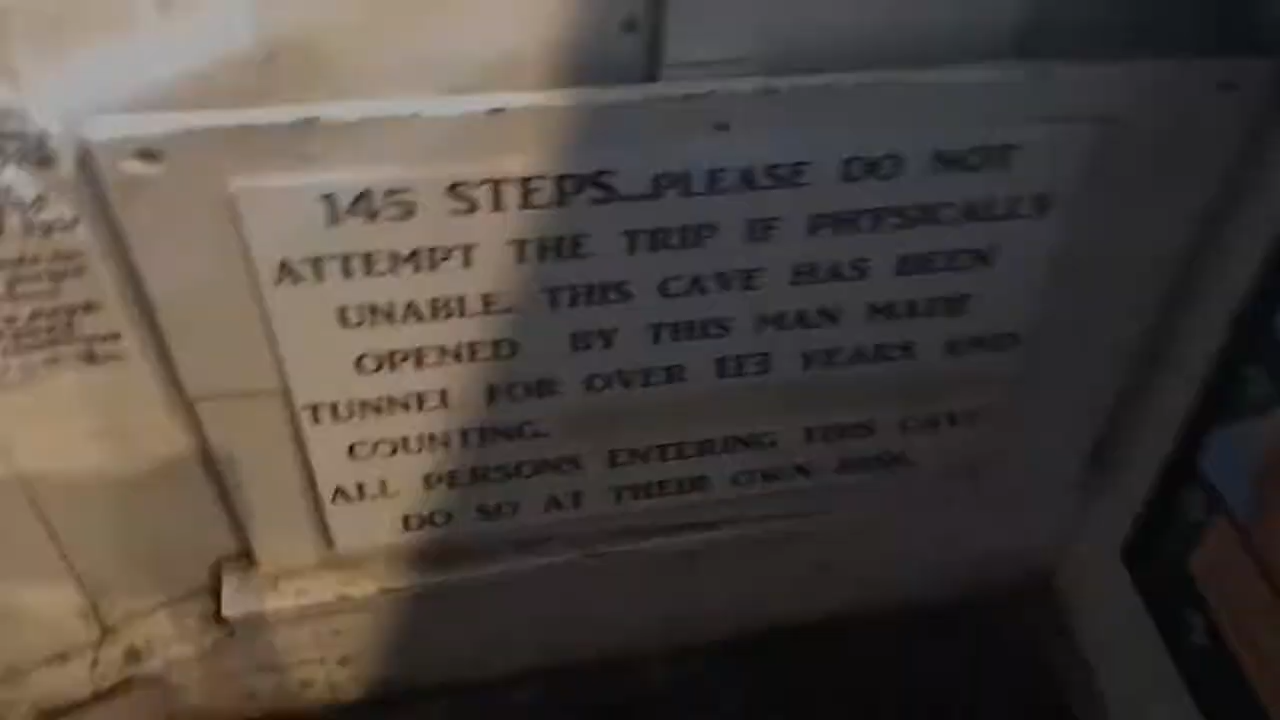 145 STEPS...PLEASE DO NOT
ATTEMPT THE TRIP IF PHYSICALLY
UNABLE. THIS CAVE HAS BEEN
OPENED BY THIS MAN MADE
TUNNEL FOR OVER 113 YEARS AND
COUNTING.
ALL PERSONS ENTERING THIS CAVE
DO SO AT THEIR OWN RISK.